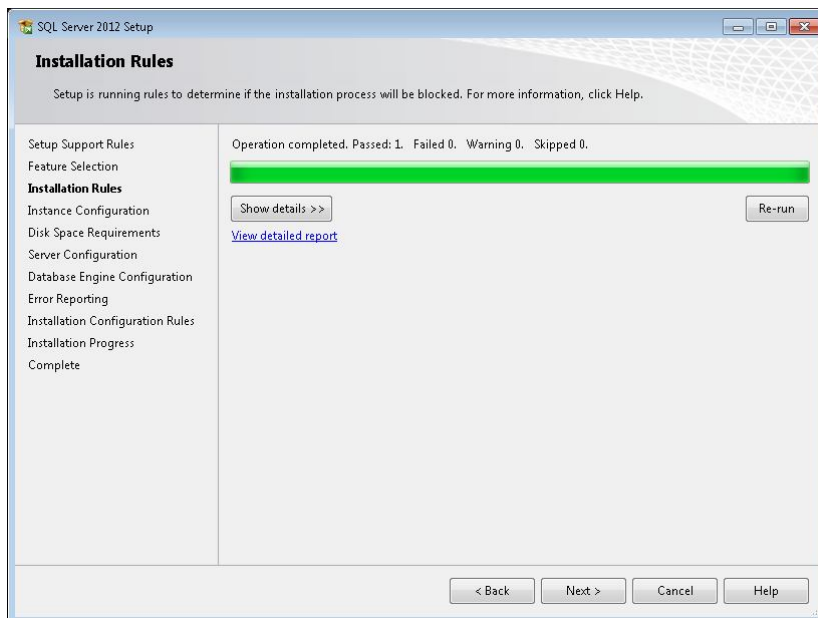 SQL Server 2012 Setup
Installation Rules
Setup is running rules to determine if the installation process will be blocked. For more information, click Help.
Setup Support Rules
Feature Selection
Installation Rules
Instance Configuration
Disk Space Requirements
Server Configuration
Database Engine Configuration
Error Reporting
Installation Configuration Rules
Installation Progress
Complete
Operation completed. Passed: 1.   Failed 0.   Warning 0.   Skipped 0.
Show details >>
Re-run
View detailed report
< Back
Next >
Cancel
Help